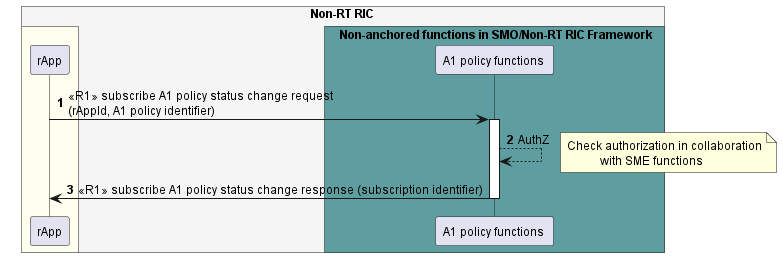 Non-RT RIC
Non-anchored functions in SMO/Non-RT RIC Framework
rApp
A1 policy functions
1 «R1» subscribe A1 policy status change request
(rAppId, A1 policy identifier)
2 AuthZ
Check authorization in collaboration
with SME functions
3 «R1» subscribe A1 policy status change response (subscription identifier)
rApp
A1 policy functions